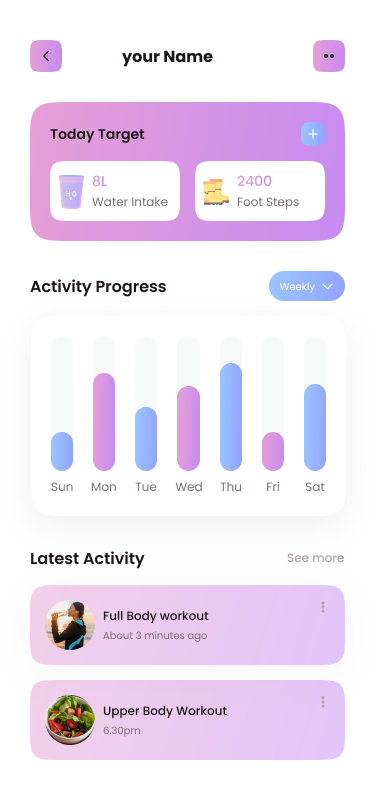 your Name
Today Target
8L
Water Intake
2400
Foot Steps
H₂O
Activity Progress
Weekly
Sun Mon Tue Wed Thu Fri Sat
Latest Activity
See more
Full Body workout
About 3 minutes ago
Upper Body Workout
6.30pm